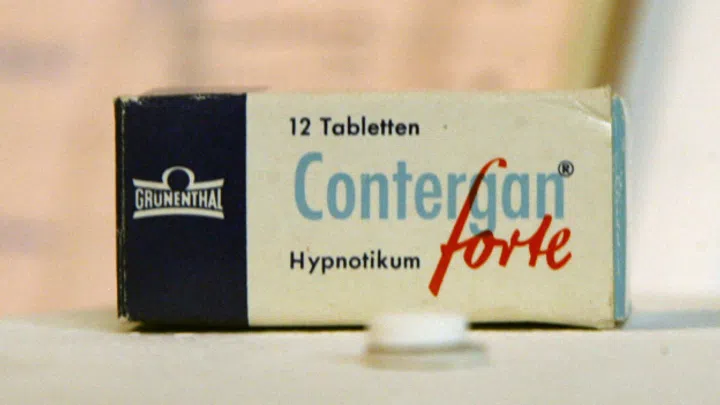 GRÜNENTHAL
12 Tabletten
Contergan®
forte
Hypnotikum